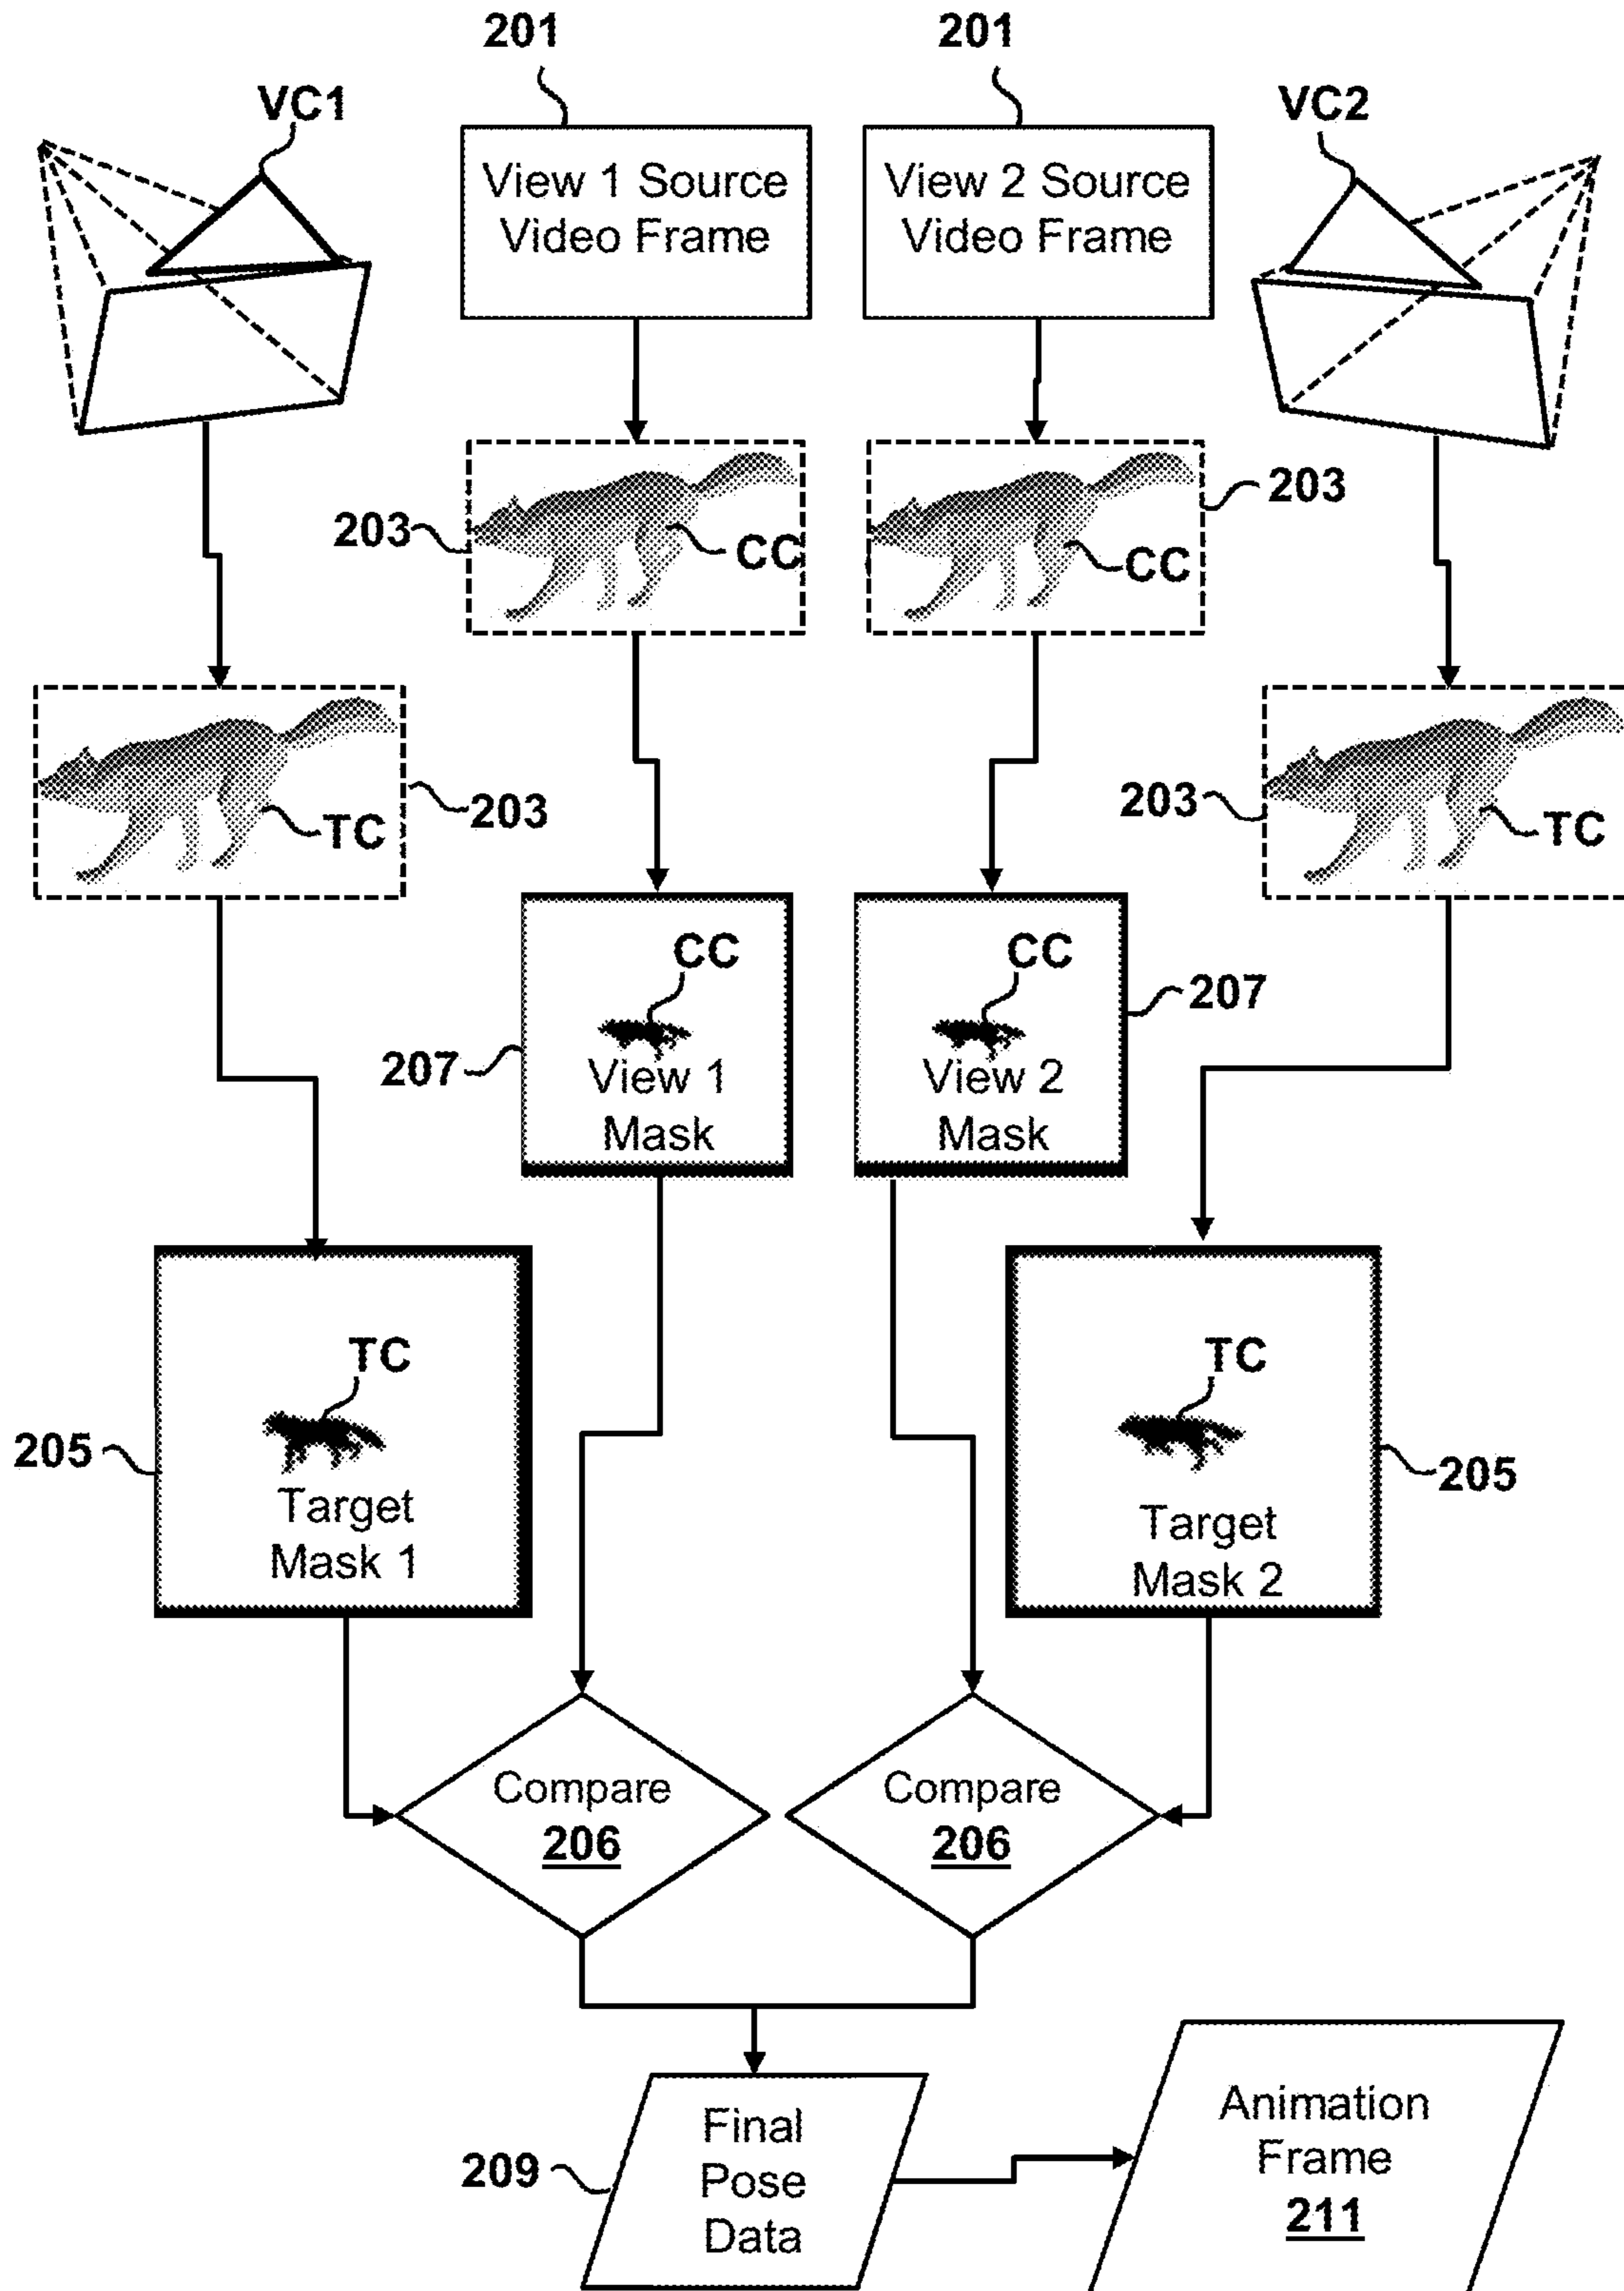 201
201
VC1
VC2
View 1 Source
Video Frame
View 2 Source
Video Frame
203
CC
CC
203
TC
203
203
TC
CC
CC
207
View 1
Mask
View 2
Mask
207
TC
TC
205
Target
Mask 1
Target
Mask 2
205
Compare
206
Compare
206
Final
Pose
Data
209
Animation
Frame
211